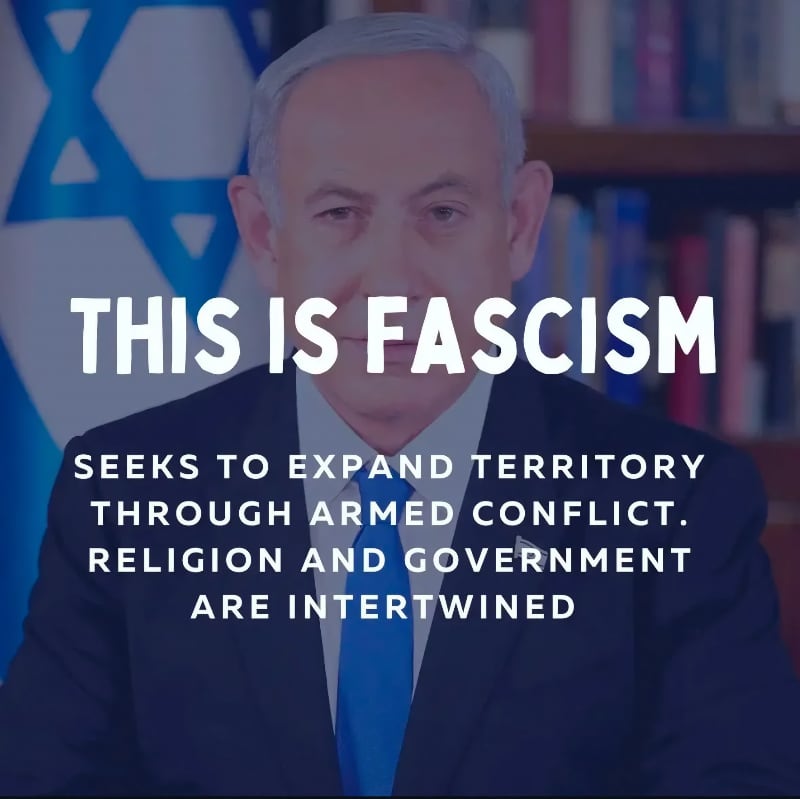 THIS IS FASCISM
SEEKS TO EXPAND TERRITORY
THROUGH ARMED CONFLICT.
RELIGION AND GOVERNMENT
ARE INTERTWINED